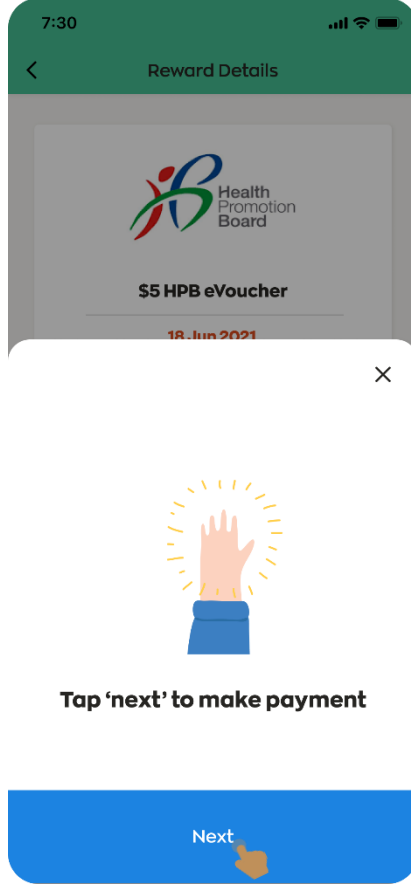 7:30
Reward Details
Health
Promotion
Board
$5 HPB eVoucher
18 Jun 2021
Tap ‘next’ to make payment
Next